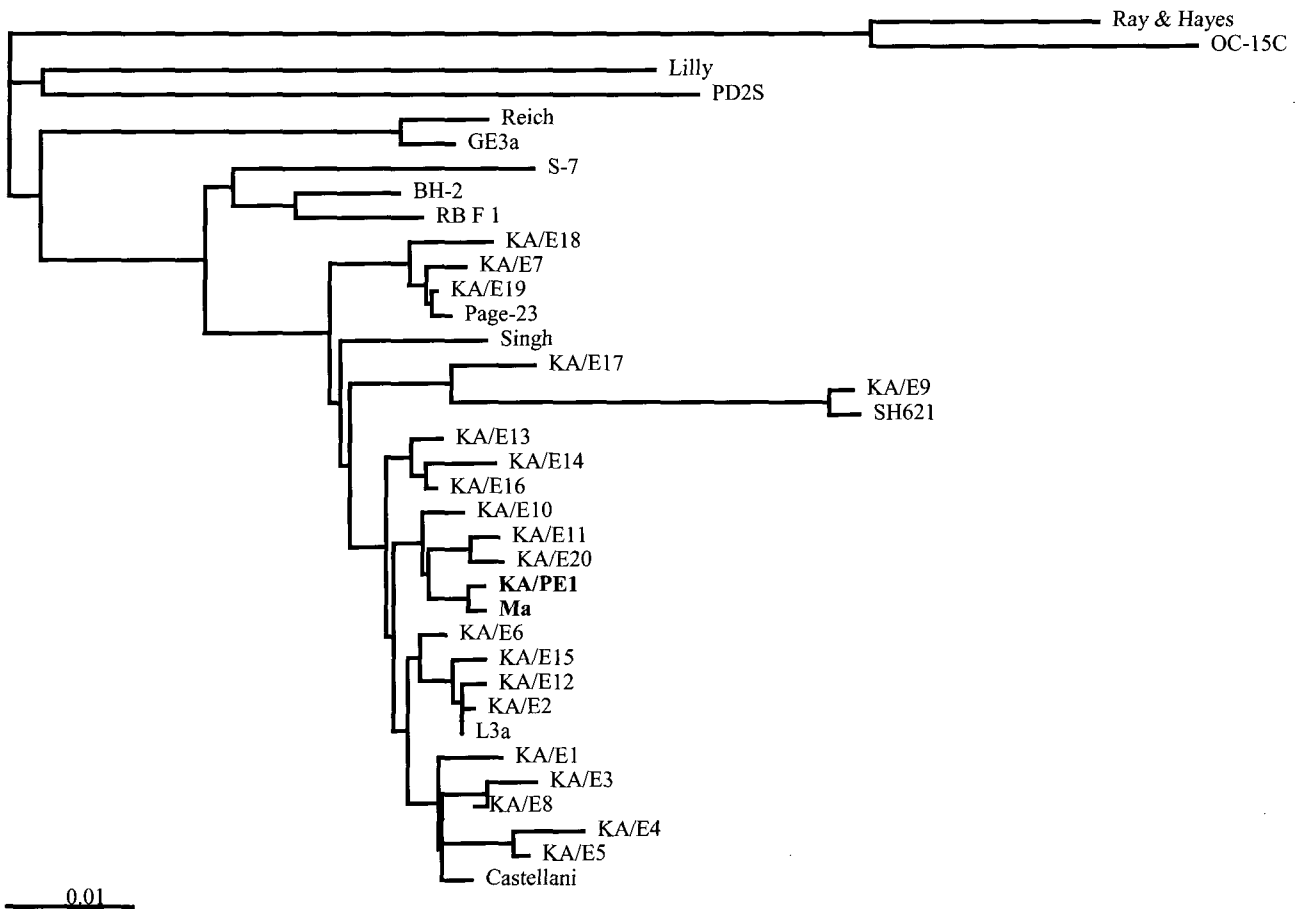 Ray & Hayes
OC-15C
Lilly
PD2S
Reich
GE3a
S-7
BH-2
RB F 1
KA/E18
KA/E7
KA/E19
Page-23
Singh
KA/E17
KA/E9
SH621
KA/E13
KA/E14
KA/E16
KA/E10
KA/E11
KA/E20
KA/PE1
Ma
KA/E6
KA/E15
KA/E12
KA/E2
L3a
KA/E1
KA/E3
KA/E8
KA/E4
KA/E5
Castellani
0.01